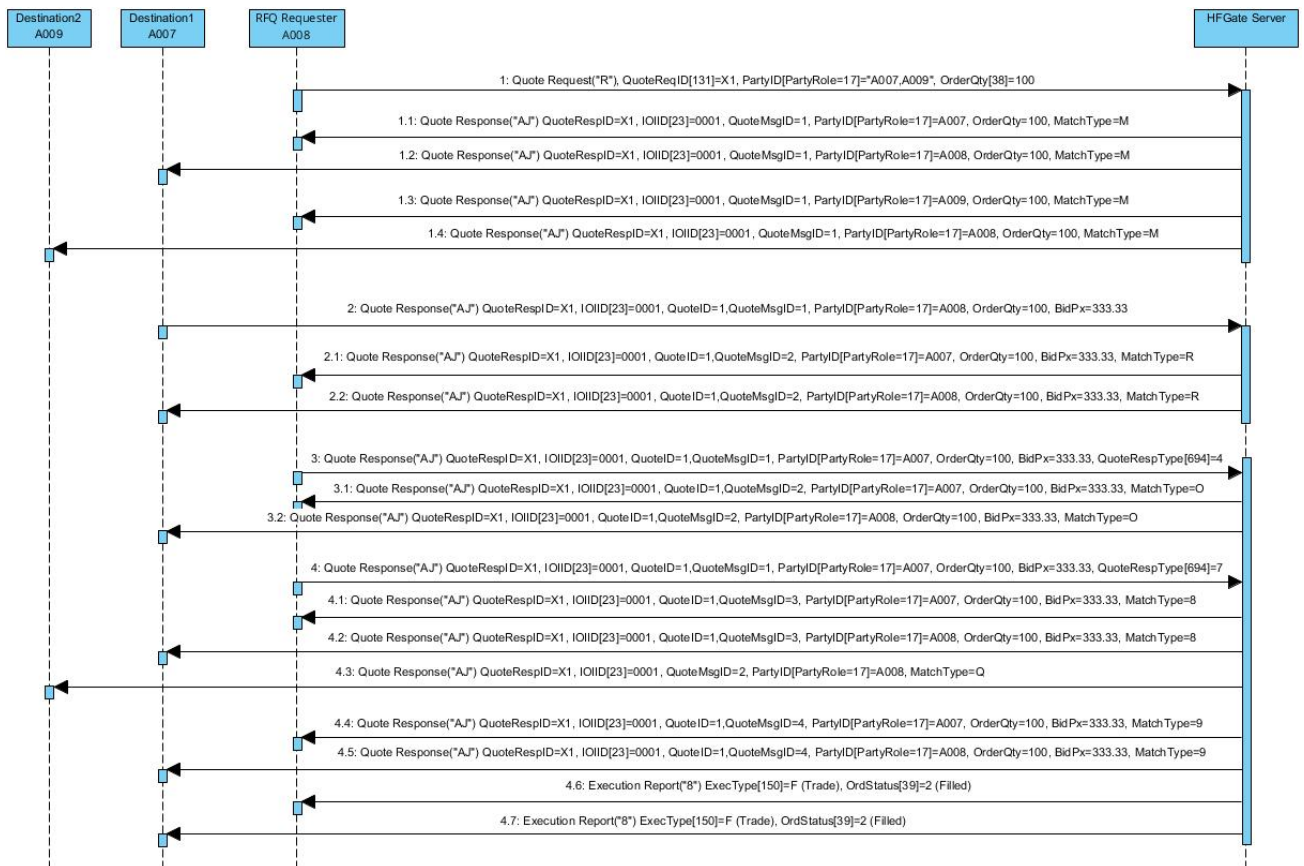 Destination2
A009
Destination1
A007
RFQ Requester
A008
HFGate Server
1: Quote Request("R"), QuoteReqID[131]=X1, PartyID[PartyRole=17]="A007,A009", OrderQty[38]=100
1.1: Quote Response("AJ") QuoteRespID=X1, IOIID[23]=0001, QuoteMsgID=1, PartyID[PartyRole=17]=A007, OrderQty=100, MatchType=M
1.2: Quote Response("AJ") QuoteRespID=X1, IOIID[23]=0001, QuoteMsgID=1, PartyID[PartyRole=17]=A008, OrderQty=100, MatchType=M
1.3: Quote Response("AJ") QuoteRespID=X1, IOIID[23]=0001, QuoteMsgID=1, PartyID[PartyRole=17]=A009, OrderQty=100, MatchType=M
1.4: Quote Response("AJ") QuoteRespID=X1, IOIID[23]=0001, QuoteMsgID=1, PartyID[PartyRole=17]=A008, OrderQty=100, MatchType=M
2: Quote Response("AJ") QuoteRespID=X1, IOIID[23]=0001, QuoteID=1,QuoteMsgID=1, PartyID[PartyRole=17]=A008, OrderQty=100, BidPx=333.33
2.1: Quote Response("AJ") QuoteRespID=X1, IOIID[23]=0001, QuoteID=1,QuoteMsgID=2, PartyID[PartyRole=17]=A007, OrderQty=100, BidPx=333.33, MatchType=R
2.2: Quote Response("AJ") QuoteRespID=X1, IOIID[23]=0001, QuoteID=1,QuoteMsgID=2, PartyID[PartyRole=17]=A008, OrderQty=100, BidPx=333.33, MatchType=R
3: Quote Response("AJ") QuoteRespID=X1, IOIID[23]=0001, QuoteID=1,QuoteMsgID=1, PartyID[PartyRole=17]=A007, OrderQty=100, BidPx=333.33, QuoteRespType[694]=4
3.1: Quote Response("AJ") QuoteRespID=X1, IOIID[23]=0001, QuoteID=1,QuoteMsgID=2, PartyID[PartyRole=17]=A007, OrderQty=100, BidPx=333.33, MatchType=O
3.2: Quote Response("AJ") QuoteRespID=X1, IOIID[23]=0001, QuoteID=1,QuoteMsgID=2, PartyID[PartyRole=17]=A008, OrderQty=100, BidPx=333.33, MatchType=O
4: Quote Response("AJ") QuoteRespID=X1, IOIID[23]=0001, QuoteID=1,QuoteMsgID=1, PartyID[PartyRole=17]=A007, OrderQty=100, BidPx=333.33, QuoteRespType[694]=7
4.1: Quote Response("AJ") QuoteRespID=X1, IOIID[23]=0001, QuoteID=1,QuoteMsgID=3, PartyID[PartyRole=17]=A007, OrderQty=100, BidPx=333.33, MatchType=8
4.2: Quote Response("AJ") QuoteRespID=X1, IOIID[23]=0001, QuoteID=1,QuoteMsgID=3, PartyID[PartyRole=17]=A008, OrderQty=100, BidPx=333.33, MatchType=8
4.3: Quote Response("AJ") QuoteRespID=X1, IOIID[23]=0001, QuoteMsgID=2, PartyID[PartyRole=17]=A008, MatchType=Q
4.4: Quote Response("AJ") QuoteRespID=X1, IOIID[23]=0001, QuoteID=1,QuoteMsgID=4, PartyID[PartyRole=17]=A007, OrderQty=100, BidPx=333.33, MatchType=9
4.5: Quote Response("AJ") QuoteRespID=X1, IOIID[23]=0001, QuoteID=1,QuoteMsgID=4, PartyID[PartyRole=17]=A008, OrderQty=100, BidPx=333.33, MatchType=9
4.6: Execution Report("8") ExecType[150]=F (Trade), OrdStatus[39]=2 (Filled)
4.7: Execution Report("8") ExecType[150]=F (Trade), OrdStatus[39]=2 (Filled)